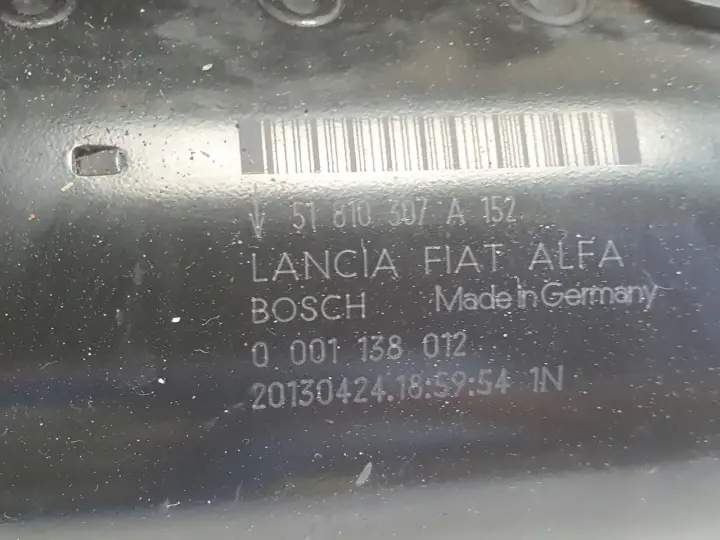 51 810 307 A 152
LANCIA FIAT ALFA
BOSCH Made in Germany
0 001 138 012
20130424.18:59:54 1N